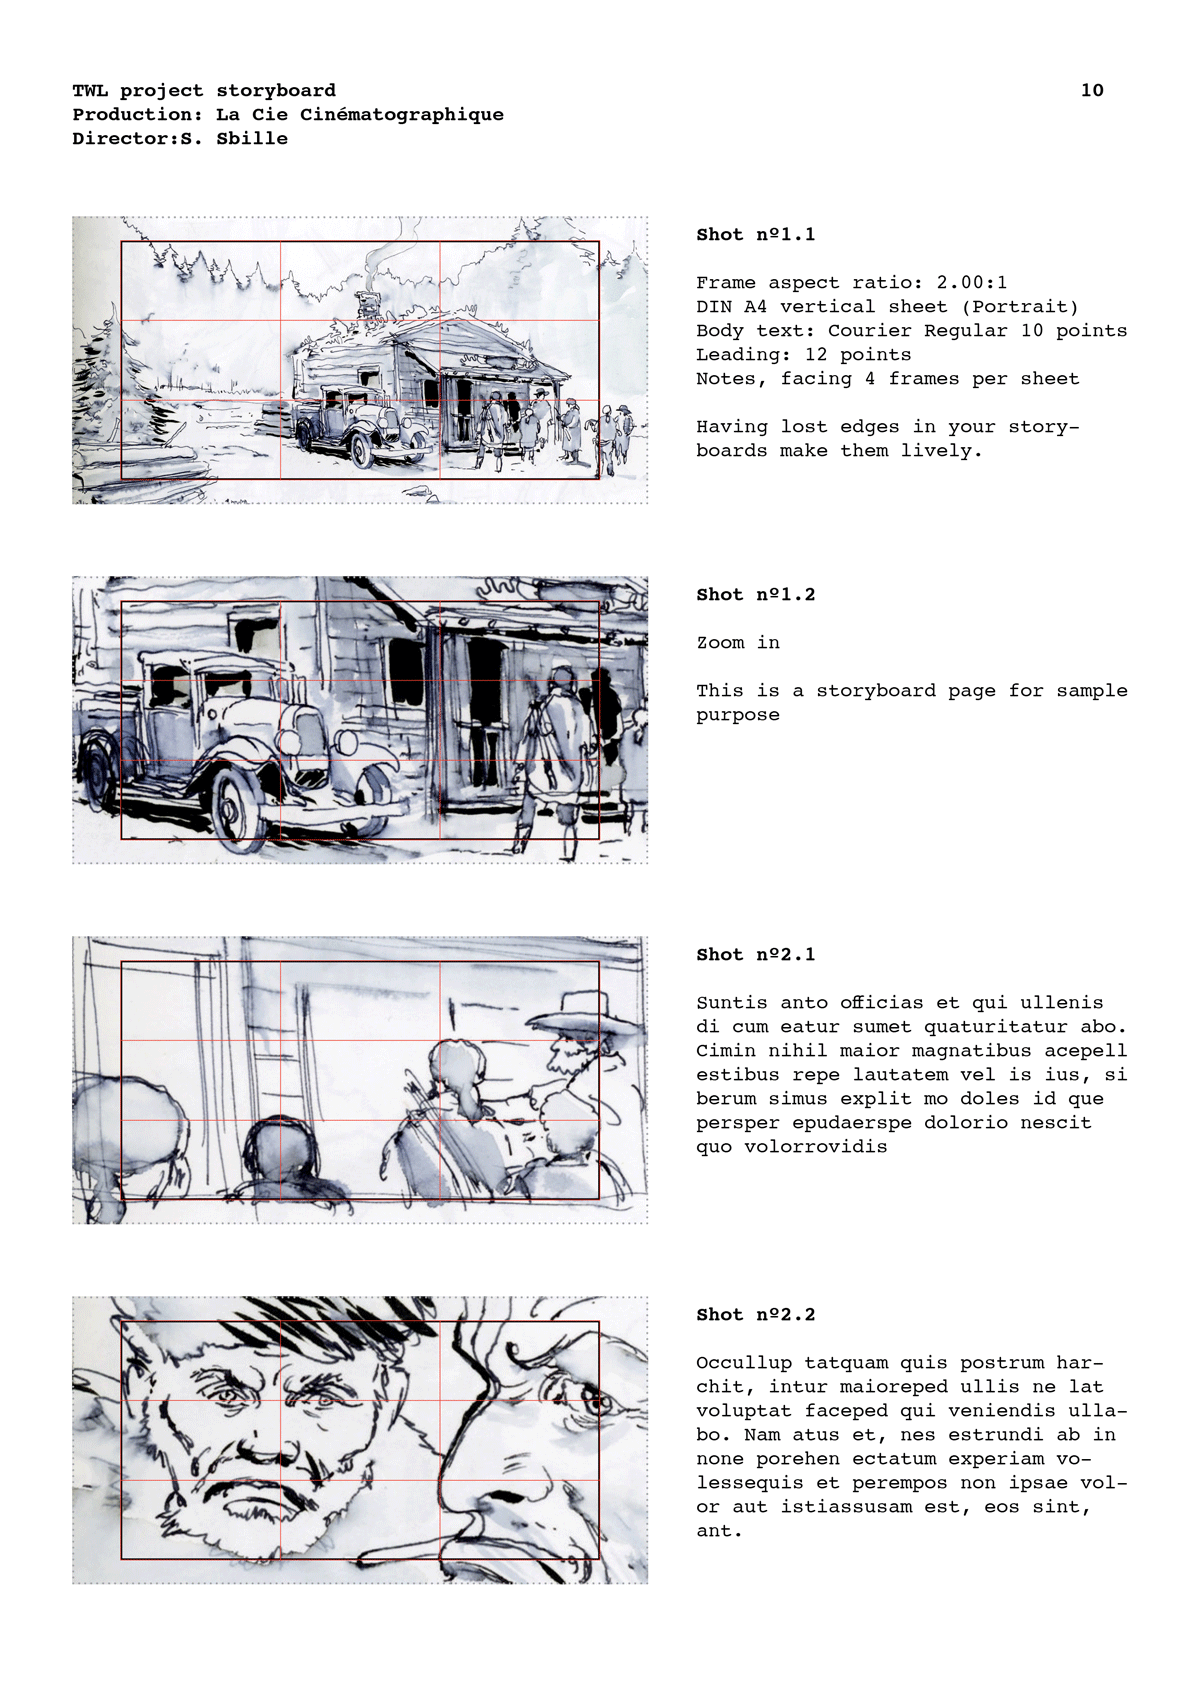 TWL project storyboard
10
Production: La Cie Cinématographique
Director:S. Sbille
Shot nº1.1
Frame aspect ratio: 2.00:1
DIN A4 vertical sheet (Portrait)
Body text: Courier Regular 10 points
Leading: 12 points
Notes, facing 4 frames per sheet
Having lost edges in your story-
boards make them lively.
Shot nº1.2
Zoom in
This is a storyboard page for sample
purpose
Shot nº2.1
Suntis anto officias et qui ullenis
di cum eatur sumet quaturitatur abo.
Cimin nihil maior magnatibus acepell
estibus repe lautatem vel is ius, si
berum simus explit mo doles id que
persper epudaerspe dolorio nescit
quo volorrovidis
Shot nº2.2
Occullup tatquam quis postrum har-
chit, intur maioreped ullis ne lat
voluptat faceped qui veniendis ulla-
bo. Nam atus et, nes estrundi ab in
none porehen ectatum experiam vo-
lessequis et perempos non ipsae vol-
or aut istiassusam est, eos sint,
ant.